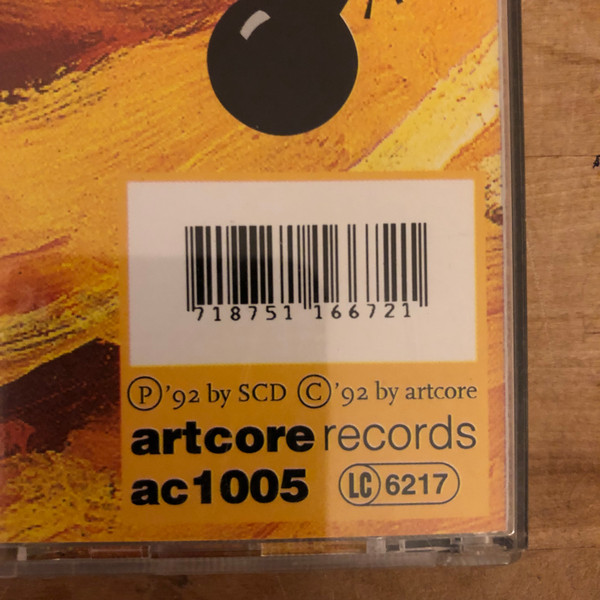 718751 166721
Ⓟ '92 by SCD Ⓒ '92 by artcore
artcore records
ac1005 LC 6217